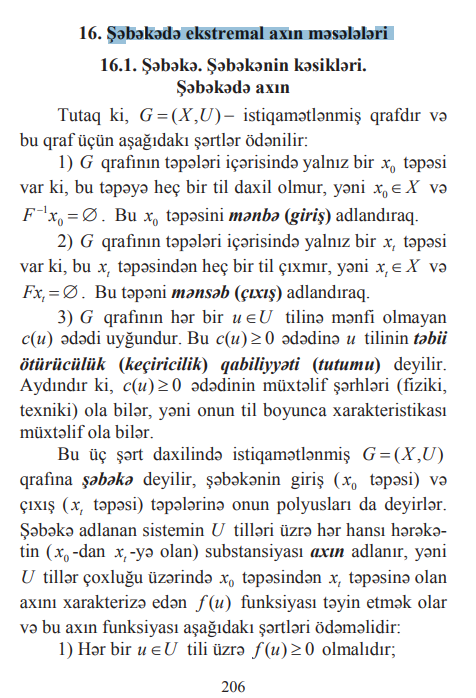 16. Şəbəkədə ekstremal axın məsələləri
16.1. Şəbəkə. Şəbəkənin kəsikləri.
Şəbəkədə axın
Tutaq ki, G = (X,U) − istiqamətlənmiş qrafdır və
bu qraf üçün aşağıdakı şərtlər ödənilir:
1) G qrafının təpələri içərisində yalnız bir x₀ təpəsi
var ki, bu təpəyə heç bir til daxil olmur, yəni x₀ ∈ X və
F⁻¹x₀ = ∅. Bu x₀ təpəsini mənbə (giriş) adlandıraq.
2) G qrafının təpələri içərisində yalnız bir xₜ təpəsi
var ki, bu xₜ təpəsindən heç bir til çıxmır, yəni xₜ ∈ X və
Fxₜ = ∅. Bu təpəni mənsəb (çıxış) adlandıraq.
3) G qrafının hər bir u ∈ U tilinə mənfi olmayan
c(u) ədədi uyğundur. Bu c(u) ≥ 0 ədədinə u tilinin təbii
ötürücülük (keçiricilik) qabiliyyəti (tutumu) deyilir.
Aydındır ki, c(u) ≥ 0 ədədinin müxtəlif şərhləri (fiziki,
texniki) ola bilər, yəni onun til boyunca xarakteristikası
müxtəlif ola bilər.
Bu üç şərt daxilində istiqamətlənmiş G = (X,U)
qrafına şəbəkə deyilir, şəbəkənin giriş (x₀ təpəsi) və
çıxış (xₜ təpəsi) təpələrinə onun polyusları da deyirlər.
Şəbəkə adlanan sistemin U tilləri üzrə hər hansı hərəkə-
tin (x₀-dan xₜ-yə olan) substansiyası axın adlanır, yəni
U tillər çoxluğu üzərində x₀ təpəsindən xₜ təpəsinə olan
axını xarakterizə edən f(u) funksiyası təyin etmək olar
və bu axın funksiyası aşağıdakı şərtləri ödəməlidir:
1) Hər bir u ∈ U tili üzrə f(u) ≥ 0 olmalıdır;
206